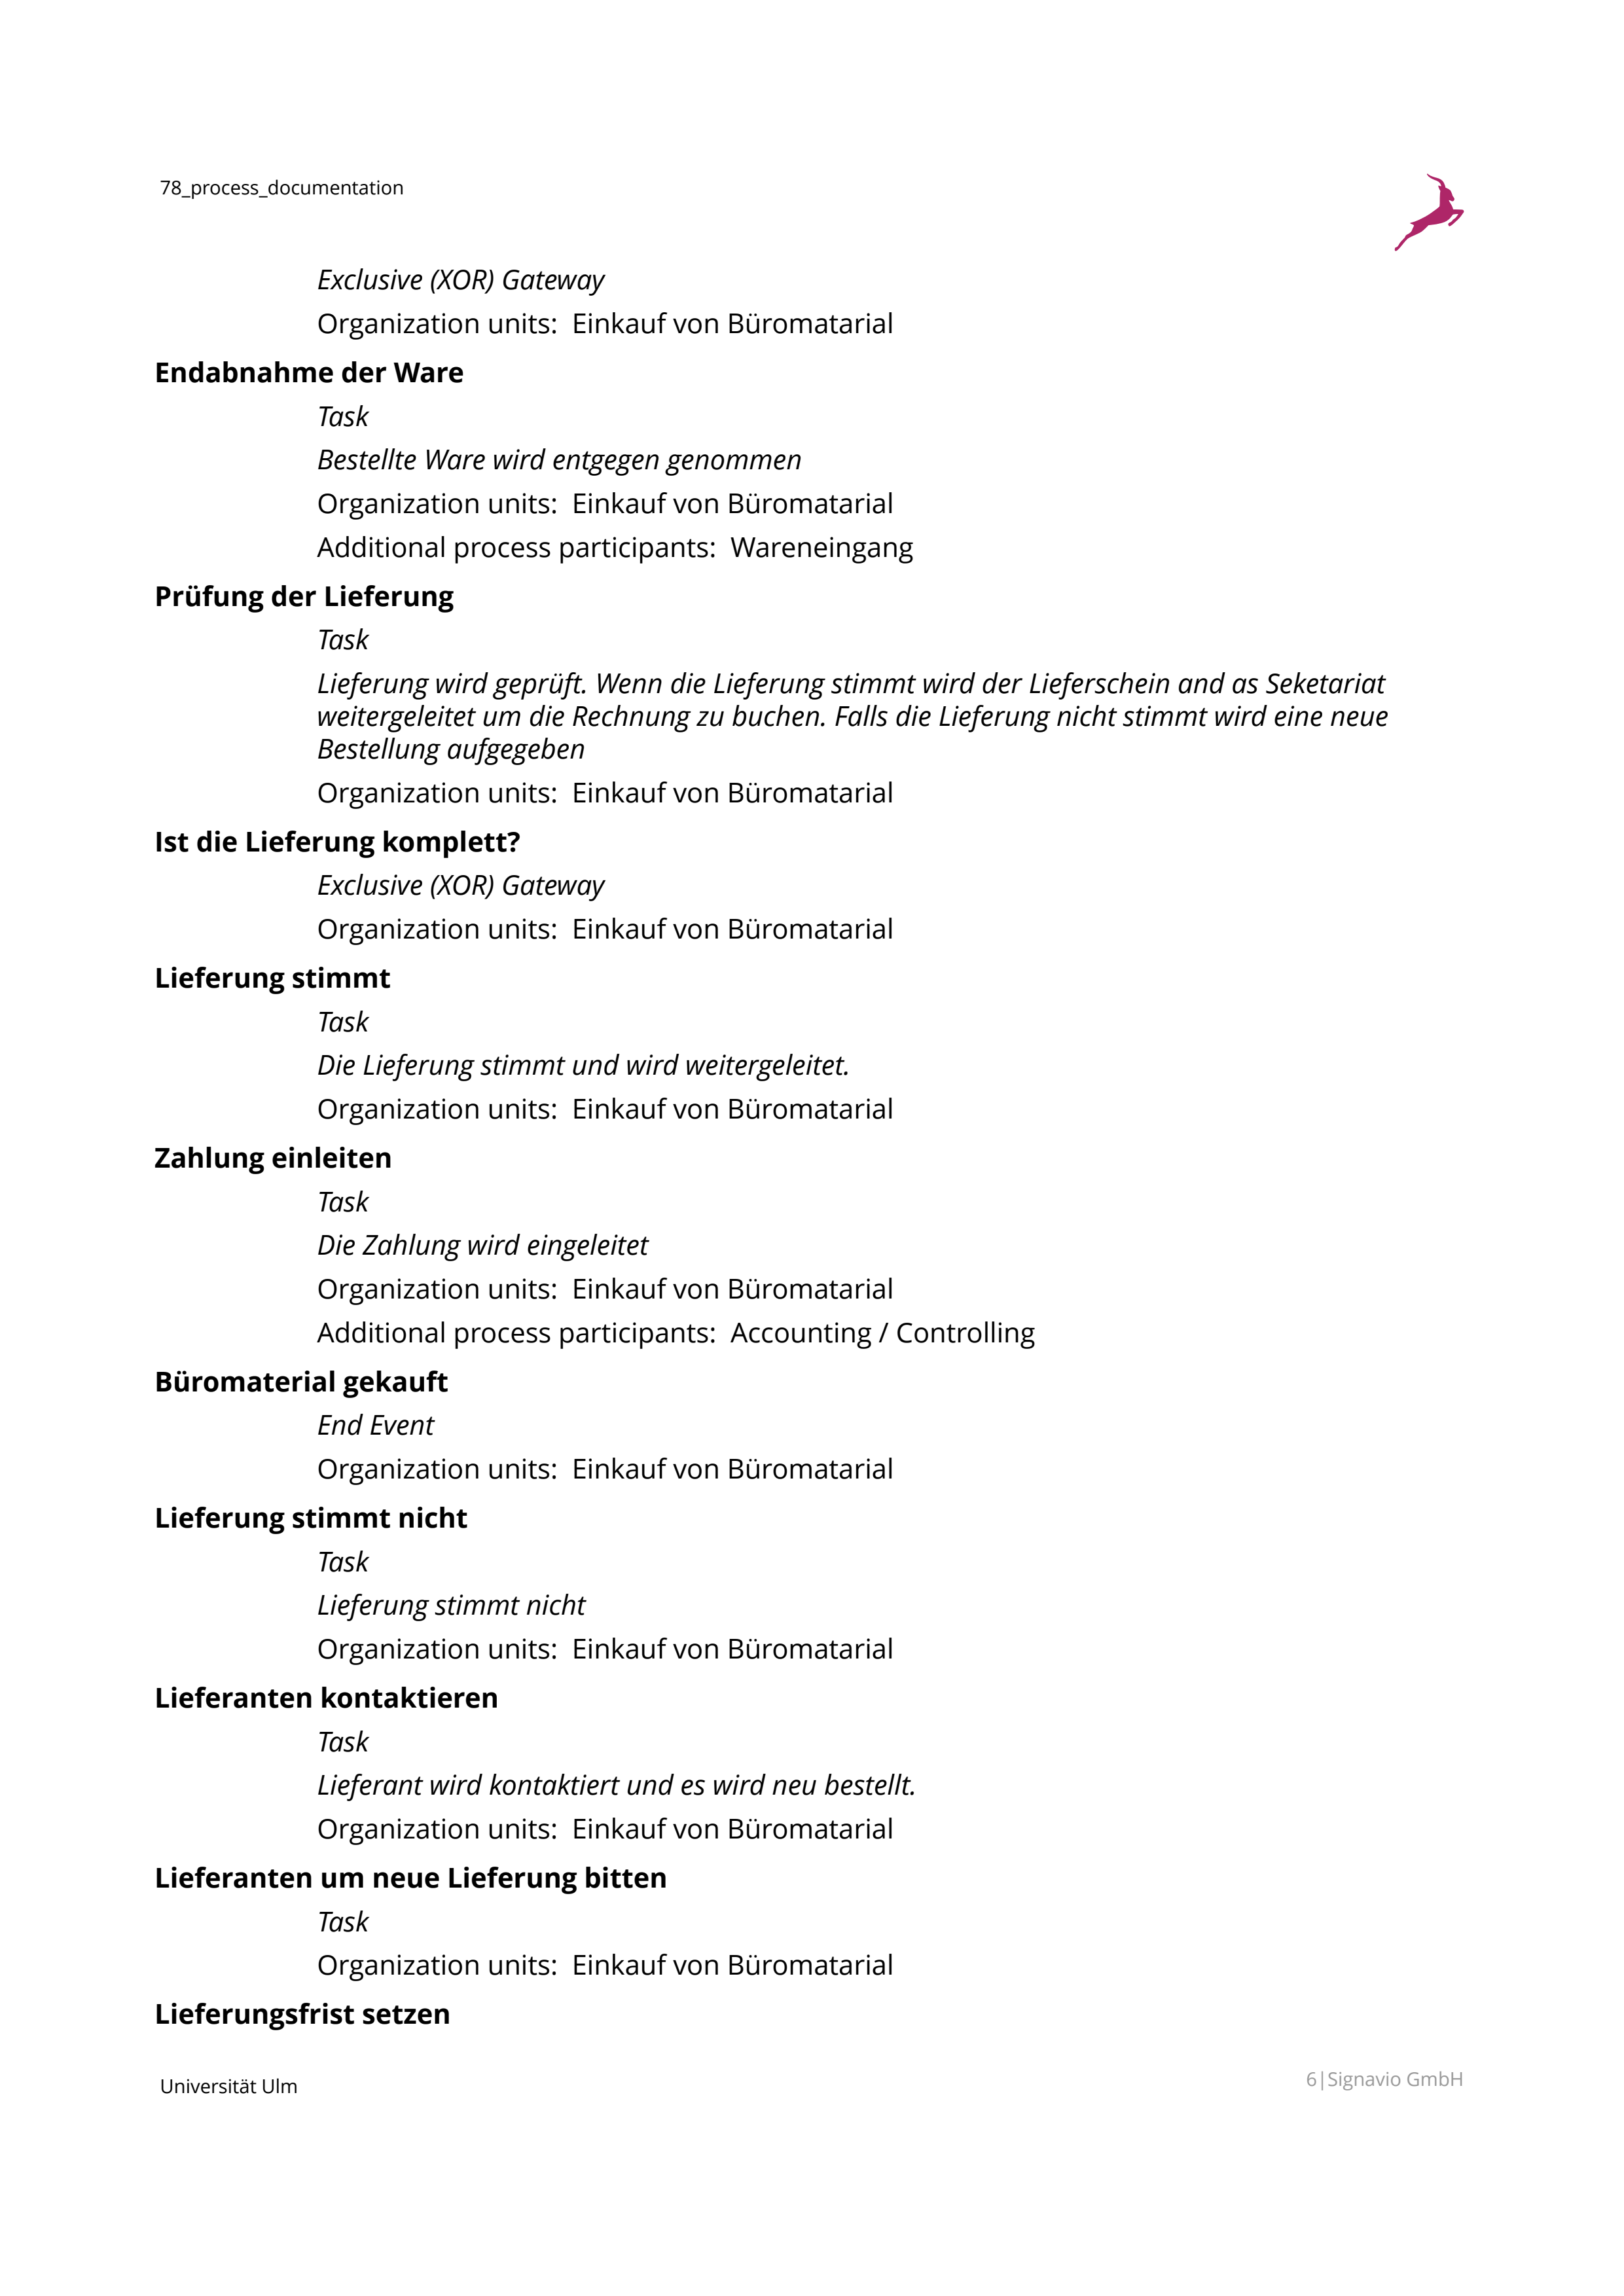 78_process_documentation
Exclusive (XOR) Gateway
Organization units:  Einkauf von Büromatarial
Endabnahme der Ware
Task
Bestellte Ware wird entgegen genommen
Organization units:  Einkauf von Büromatarial
Additional process participants:  Wareneingang
Prüfung der Lieferung
Task
Lieferung wird geprüft. Wenn die Lieferung stimmt wird der Lieferschein and as Seketariat
weitergeleitet um die Rechnung zu buchen. Falls die Lieferung nicht stimmt wird eine neue
Bestellung aufgegeben
Organization units:  Einkauf von Büromatarial
Ist die Lieferung komplett?
Exclusive (XOR) Gateway
Organization units:  Einkauf von Büromatarial
Lieferung stimmt
Task
Die Lieferung stimmt und wird weitergeleitet.
Organization units:  Einkauf von Büromatarial
Zahlung einleiten
Task
Die Zahlung wird eingeleitet
Organization units:  Einkauf von Büromatarial
Additional process participants:  Accounting / Controlling
Büromaterial gekauft
End Event
Organization units:  Einkauf von Büromatarial
Lieferung stimmt nicht
Task
Lieferung stimmt nicht
Organization units:  Einkauf von Büromatarial
Lieferanten kontaktieren
Task
Lieferant wird kontaktiert und es wird neu bestellt.
Organization units:  Einkauf von Büromatarial
Lieferanten um neue Lieferung bitten
Task
Organization units:  Einkauf von Büromatarial
Lieferungsfrist setzen
Universität Ulm
6|Signavio GmbH